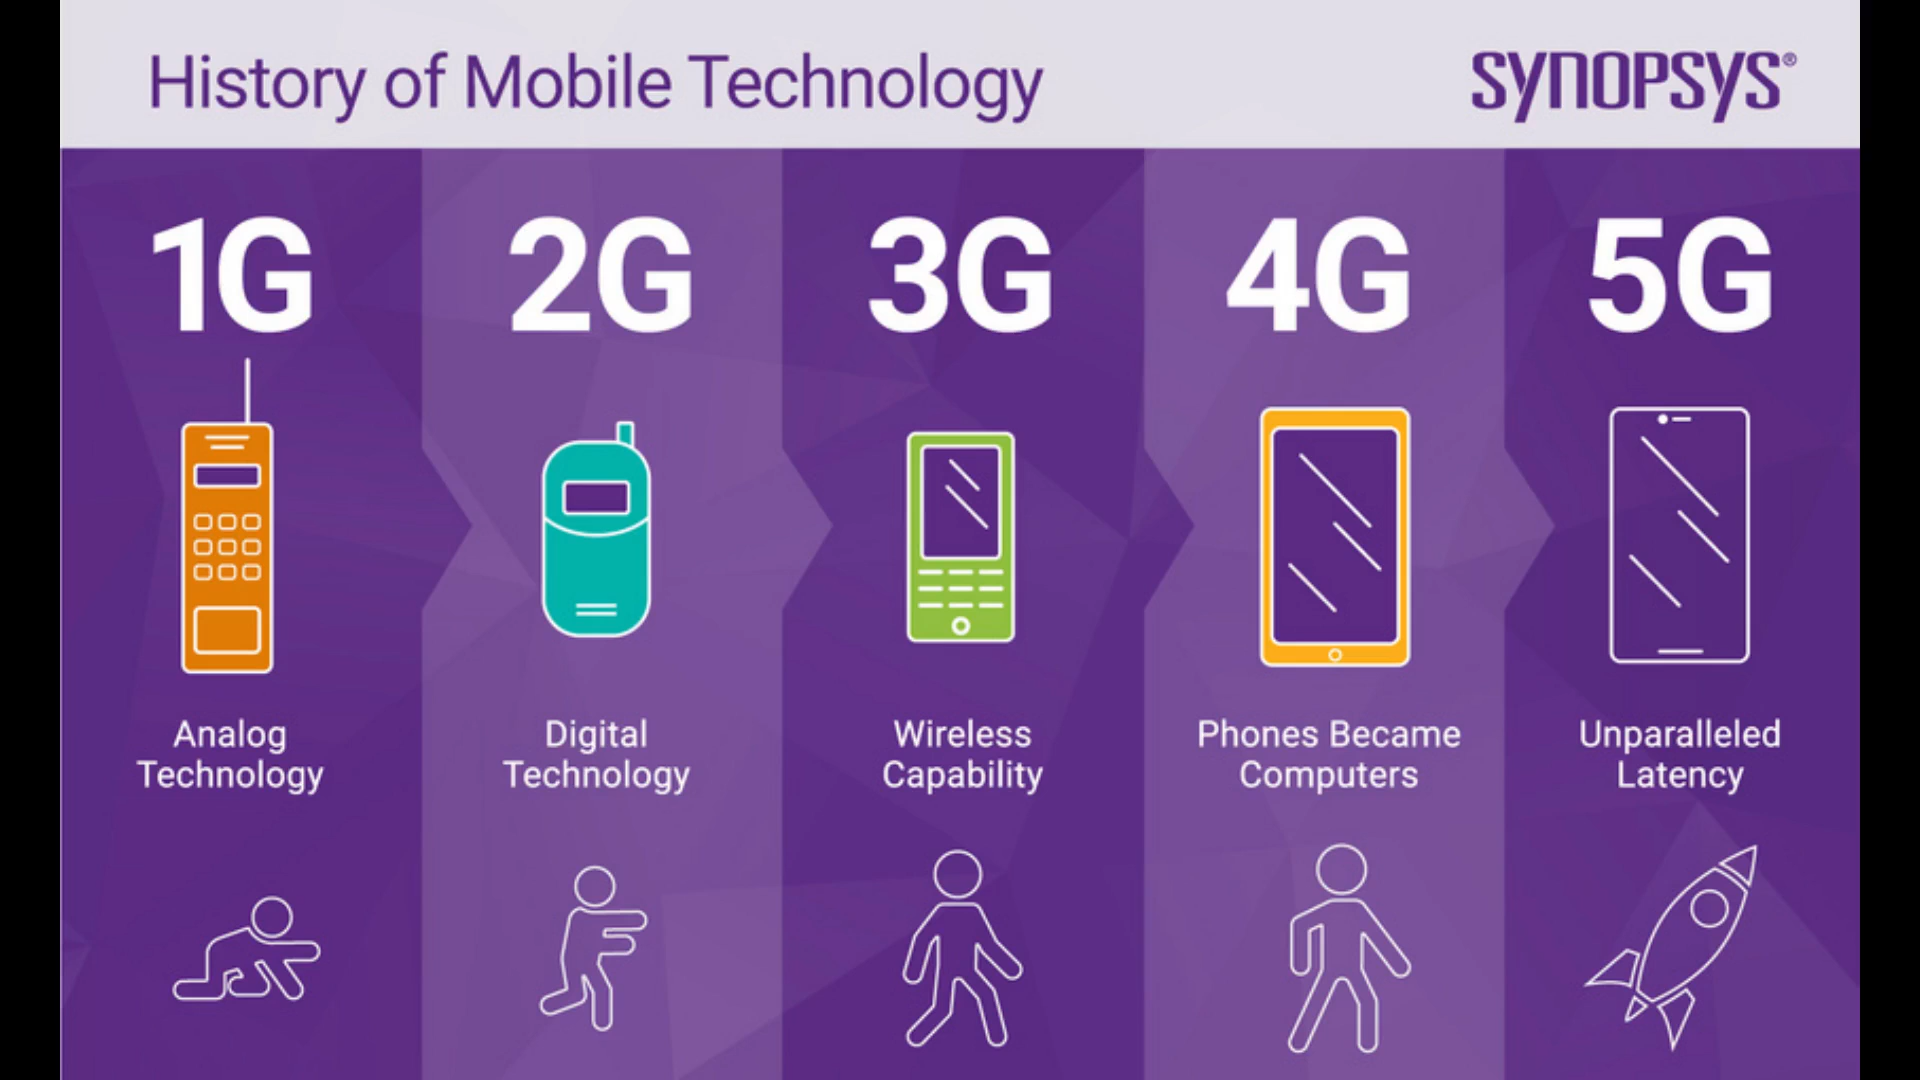 History of Mobile Technology
SYNOPSYS®
1G
2G
3G
4G
5G
Analog
Technology
Digital
Technology
Wireless
Capability
Phones Became
Computers
Unparalleled
Latency